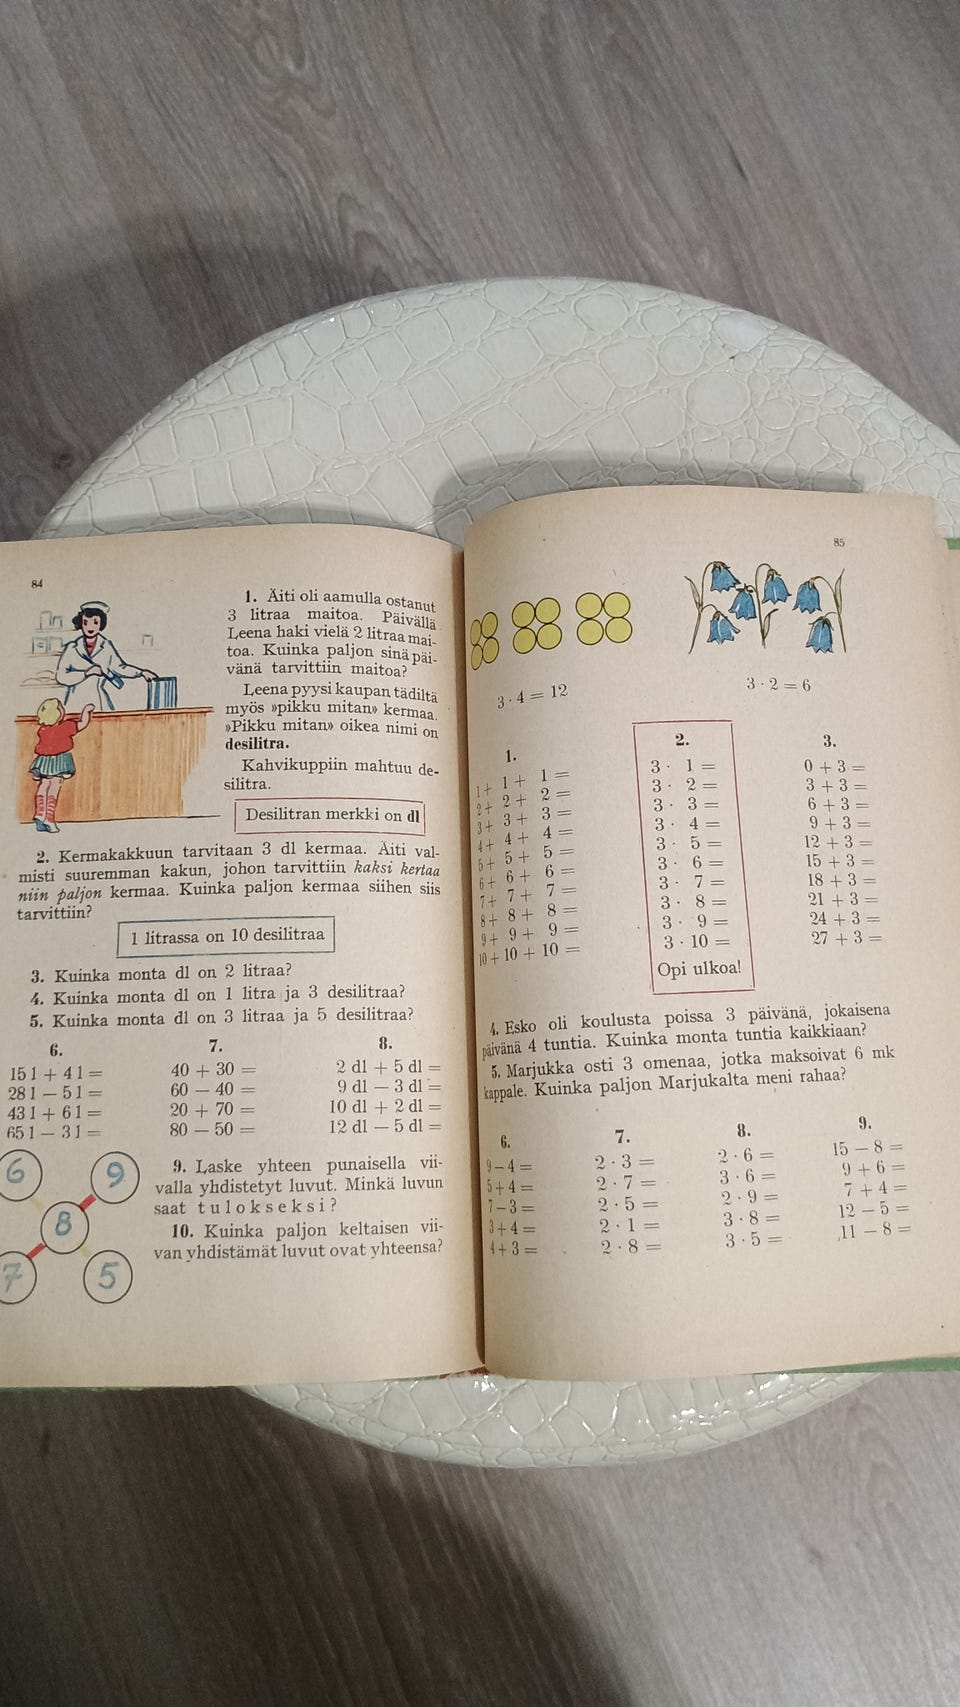 84
1. Äiti oli aamulla ostanut
3 litraa maitoa. Päivällä
Leena haki vielä 2 litraa mai-
toa. Kuinka paljon sinä päi-
vänä tarvittiin maitoa?
Leena pyysi kaupan tädiltä
myös »pikku mitan» kermaa.
»Pikku mitan» oikea nimi on
desilitra.
Kahvikuppiin mahtuu de-
silitra.
Desilitran merkki on dl
2. Kermakakkuun tarvitaan 3 dl kermaa. Äiti val-
misti suuremman kakun, johon tarvittiin kaksi kertaa
niin paljon kermaa. Kuinka paljon kermaa siihen siis
tarvittiin?
1 litrassa on 10 desilitraa
3. Kuinka monta dl on 2 litraa?
4. Kuinka monta dl on 1 litra ja 3 desilitraa?
5. Kuinka monta dl on 3 litraa ja 5 desilitraa?
6.
15 l + 4 l =
28 l — 5 l =
43 l + 6 l =
65 l — 3 l =
7.
40 + 30 =
60 — 40 =
20 + 70 =
80 — 50 =
8.
2 dl + 5 dl =
9 dl — 3 dl =
10 dl + 2 dl =
12 dl — 5 dl =
6
9
8
7
5
9. Laske yhteen punaisella vii-
valla yhdistetyt luvut. Minkä luvun
saat tulokseksi?
10. Kuinka paljon keltaisen vii-
van yhdistämät luvut ovat yhteensa?
85
3 · 4 = 12
3 · 2 = 6
1.
1 + 1 + 1 =
2 + 2 + 2 =
3 + 3 + 3 =
4 + 4 + 4 =
5 + 5 + 5 =
6 + 6 + 6 =
7 + 7 + 7 =
8 + 8 + 8 =
9 + 9 + 9 =
10 + 10 + 10 =
2.
3 · 1 =
3 · 2 =
3 · 3 =
3 · 4 =
3 · 5 =
3 · 6 =
3 · 7 =
3 · 8 =
3 · 9 =
3 · 10 =
Opi ulkoa!
3.
0 + 3 =
3 + 3 =
6 + 3 =
9 + 3 =
12 + 3 =
15 + 3 =
18 + 3 =
21 + 3 =
24 + 3 =
27 + 3 =
4. Esko oli koulusta poissa 3 päivänä, jokaisena
päivänä 4 tuntia. Kuinka monta tuntia kaikkiaan?
5. Marjukka osti 3 omenaa, jotka maksoivat 6 mk
kappale. Kuinka paljon Marjukalta meni rahaa?
6.
9 — 4 =
5 + 4 =
7 — 3 =
3 + 4 =
4 + 3 =
7.
2 · 3 =
2 · 7 =
2 · 5 =
2 · 1 =
2 · 8 =
8.
2 · 6 =
3 · 6 =
2 · 9 =
3 · 8 =
3 · 5 =
9.
15 — 8 =
9 + 6 =
7 + 4 =
12 — 5 =
11 — 8 =